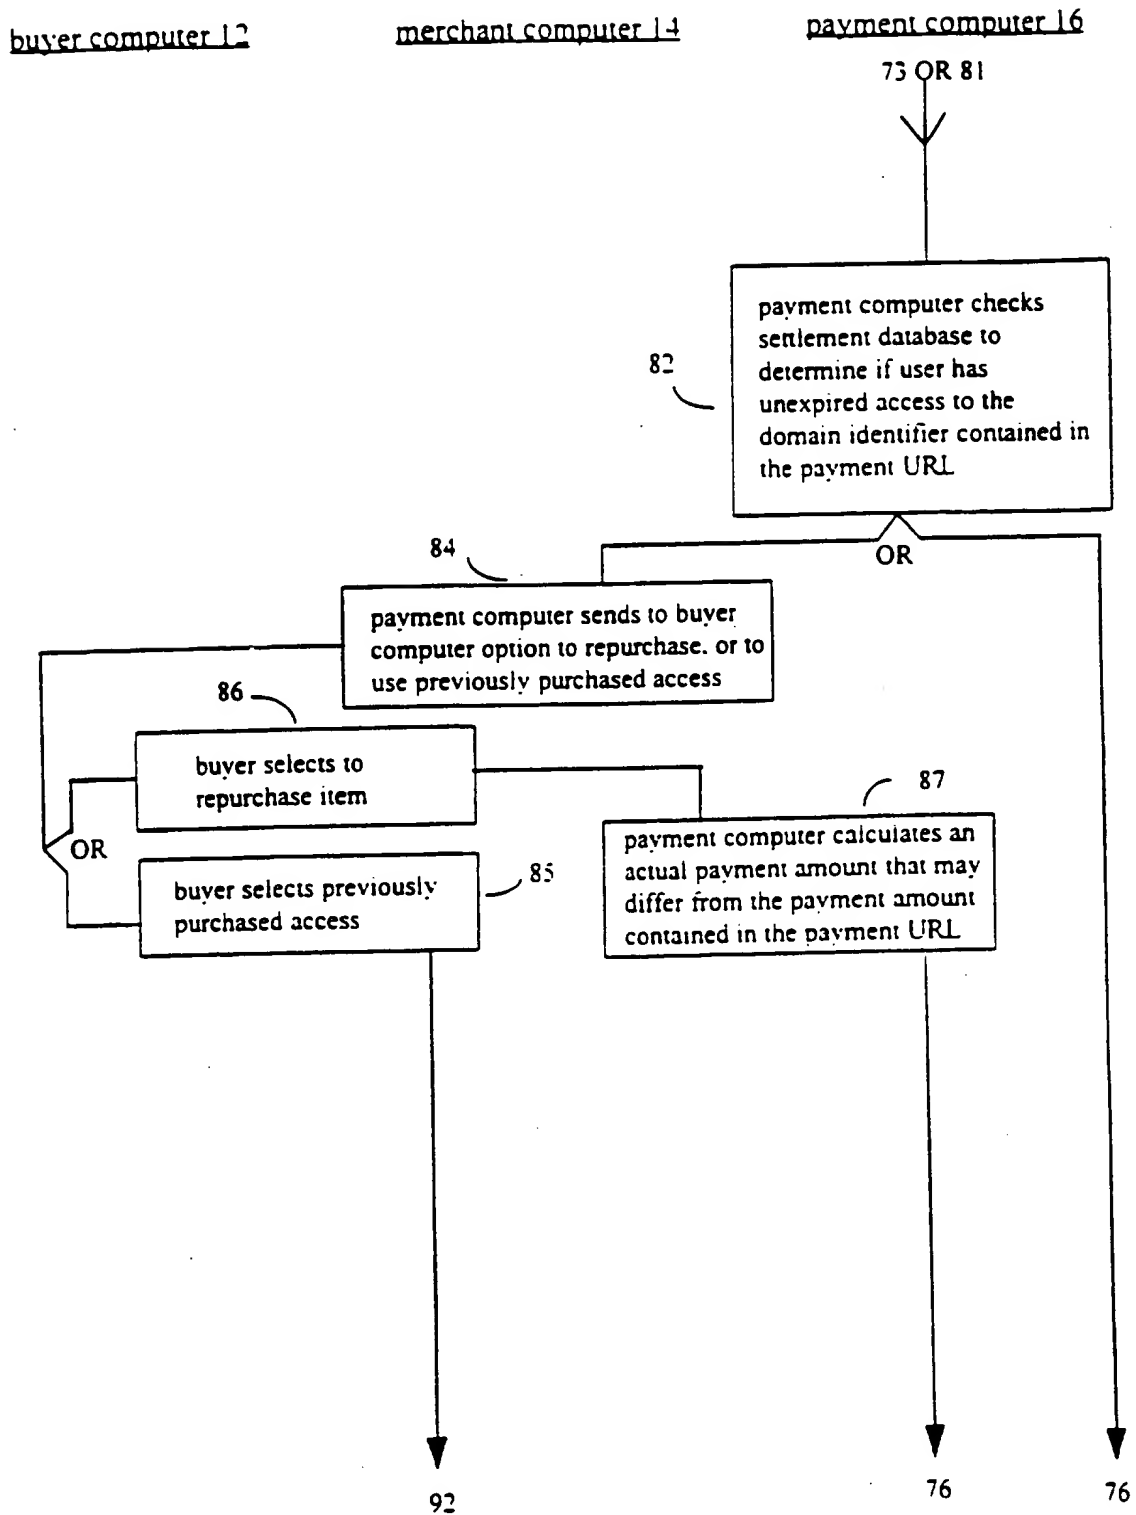 buyer computer 12
merchant computer 14
payment computer 16
73 OR 81
payment computer checks
settlement database to
determine if user has
unexpired access to the
domain identifier contained in
the payment URL
82
OR
84
payment computer sends to buyer
computer option to repurchase, or to
use previously purchased access
86
buyer selects to
repurchase item
87
payment computer calculates an
actual payment amount that may
differ from the payment amount
contained in the payment URL
OR
buyer selects previously
purchased access
85
92
76
76